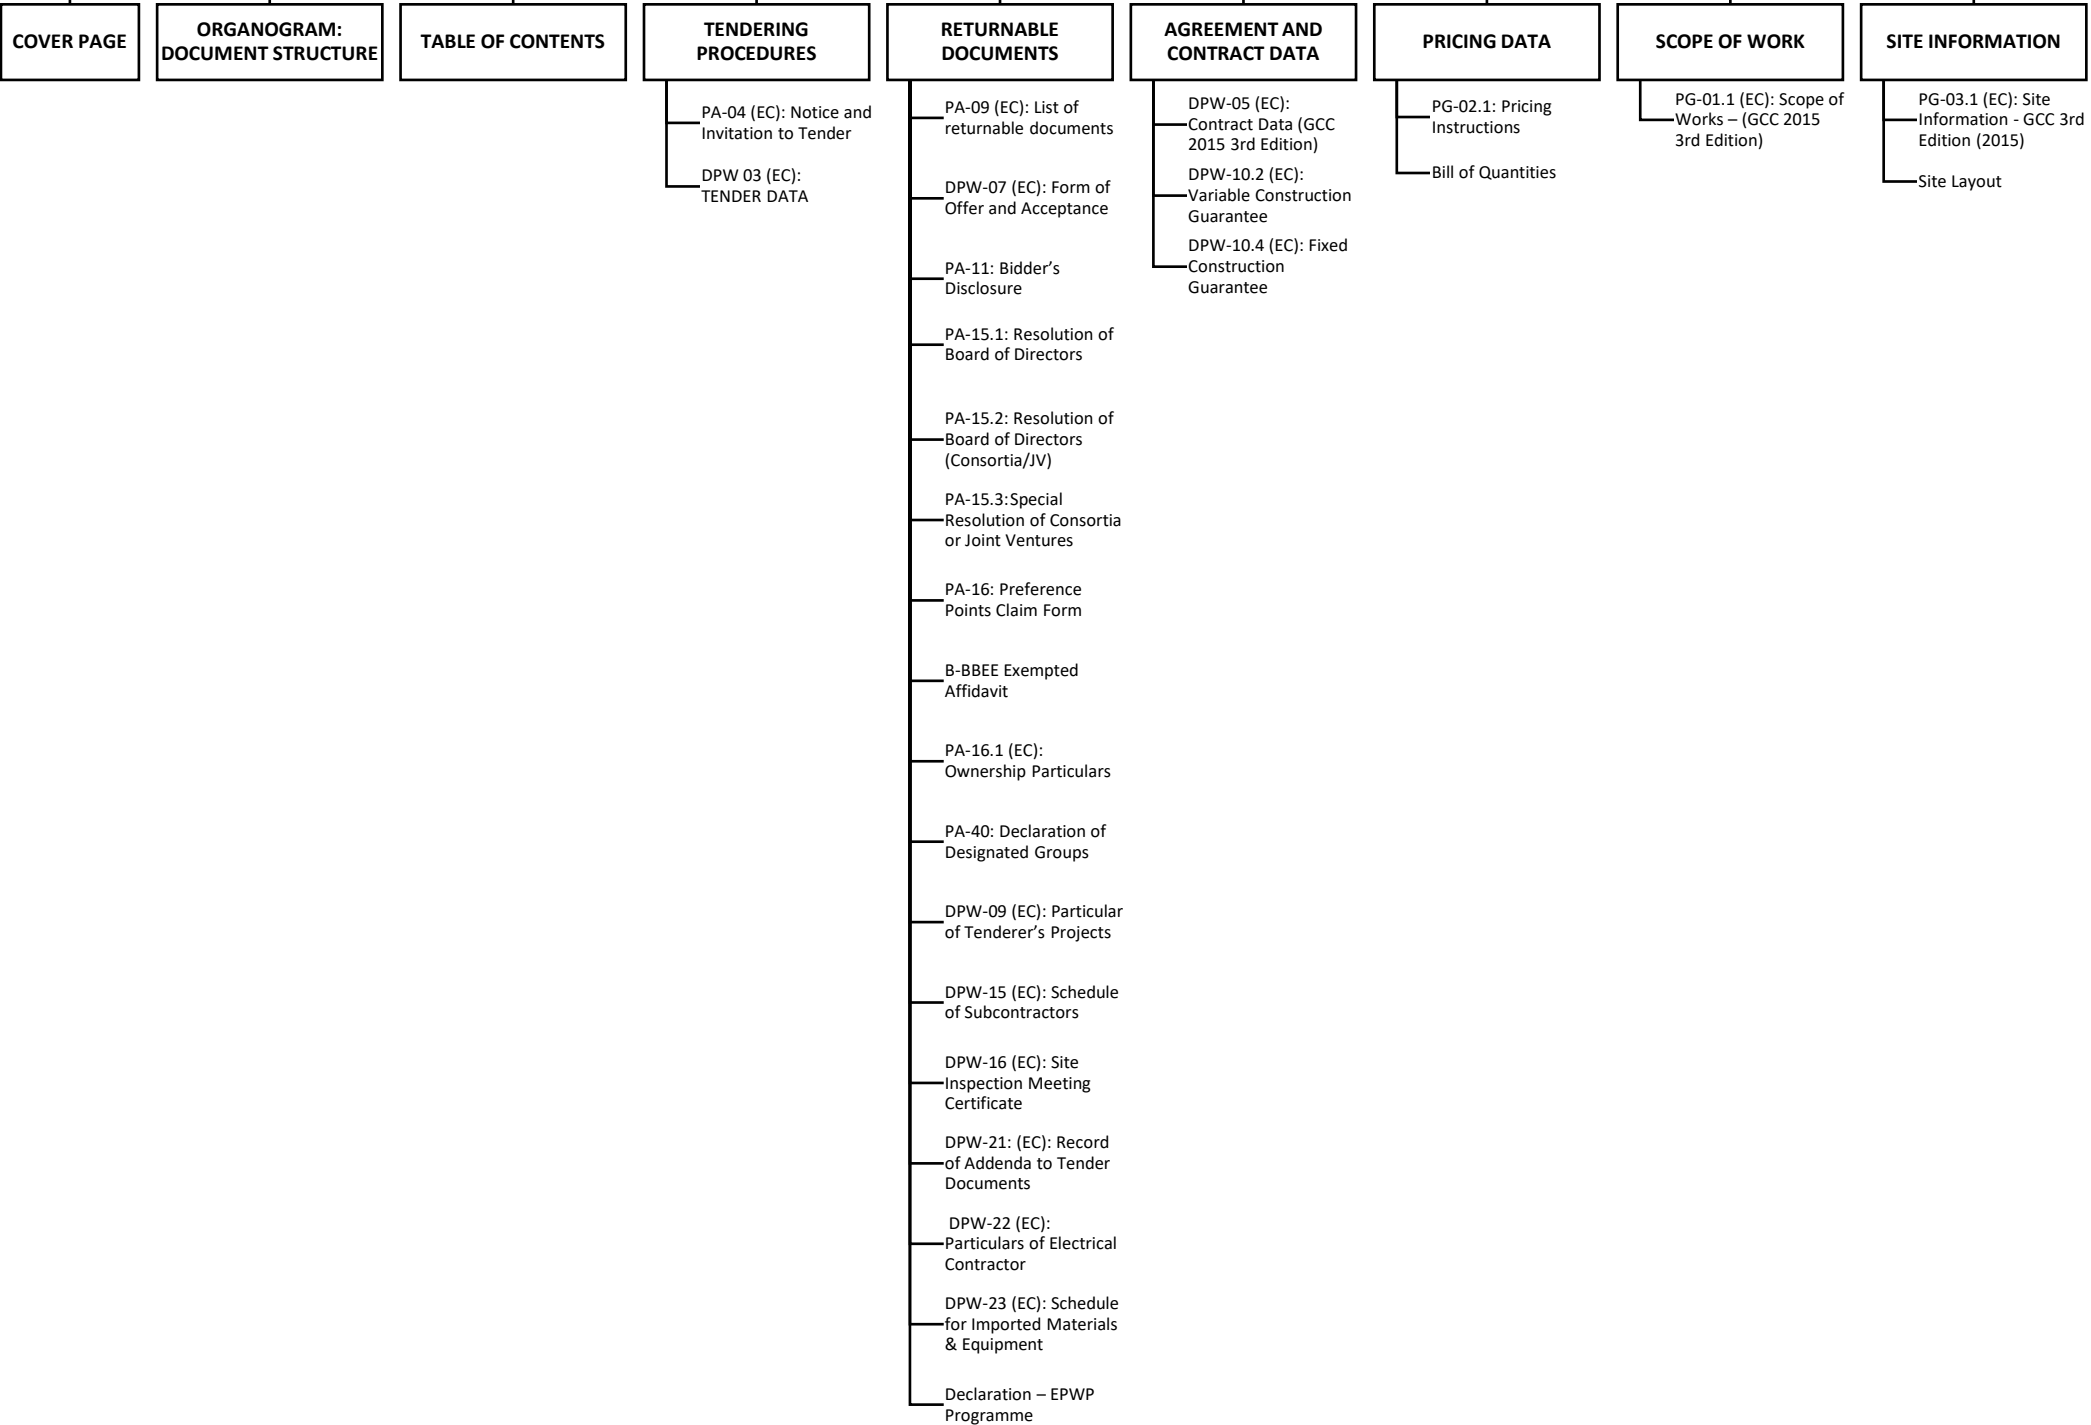 COVER PAGE
ORGANOGRAM:
DOCUMENT STRUCTURE
TABLE OF CONTENTS
TENDERING
PROCEDURES
PA-04 (EC): Notice and
Invitation to Tender
DPW 03 (EC):
TENDER DATA
RETURNABLE
DOCUMENTS
PA-09 (EC): List of
returnable documents
DPW-07 (EC): Form of
Offer and Acceptance
PA-11: Bidder’s
Disclosure
PA-15.1: Resolution of
Board of Directors
PA-15.2: Resolution of
Board of Directors
(Consortia/JV)
PA-15.3:Special
Resolution of Consortia
or Joint Ventures
PA-16: Preference
Points Claim Form
B-BBEE Exempted
Affidavit
PA-16.1 (EC):
Ownership Particulars
PA-40: Declaration of
Designated Groups
DPW-09 (EC): Particular
of Tenderer’s Projects
DPW-15 (EC): Schedule
of Subcontractors
DPW-16 (EC): Site
Inspection Meeting
Certificate
DPW-21: (EC): Record
of Addenda to Tender
Documents
DPW-22 (EC):
Particulars of Electrical
Contractor
DPW-23 (EC): Schedule
for Imported Materials
& Equipment
Declaration – EPWP
Programme
AGREEMENT AND
CONTRACT DATA
DPW-05 (EC):
Contract Data (GCC
2015 3rd Edition)
DPW-10.2 (EC):
Variable Construction
Guarantee
DPW-10.4 (EC): Fixed
Construction
Guarantee
PRICING DATA
PG-02.1: Pricing
Instructions
Bill of Quantities
SCOPE OF WORK
PG-01.1 (EC): Scope of
Works – (GCC 2015
3rd Edition)
SITE INFORMATION
PG-03.1 (EC): Site
Information - GCC 3rd
Edition (2015)
Site Layout